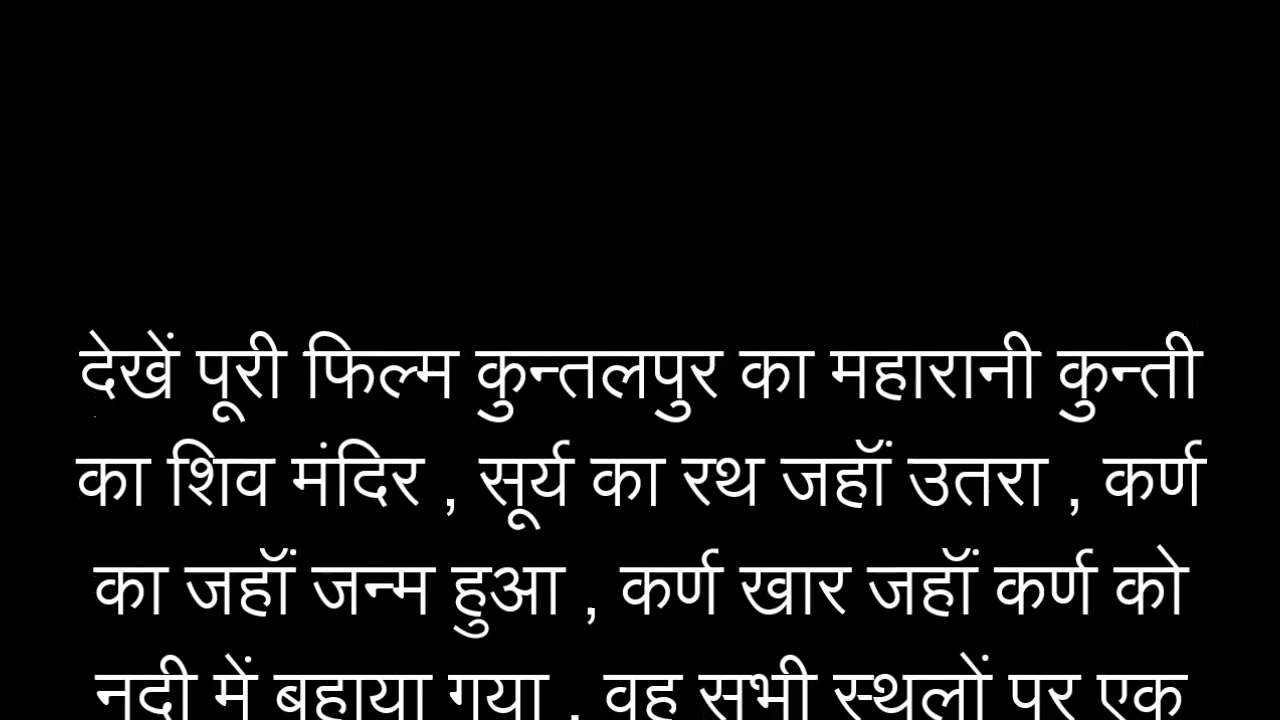 देखें पूरी फिल्म कुन्तलपुर का महारानी कुन्ती
का शिव मंदिर , सूर्य का रथ जहाॅं उतरा , कर्ण
का जहाॅं जन्म हुआ , कर्ण खार जहाॅं कर्ण को
नदी में बहाया गया , वह सभी स्थलों पर एक